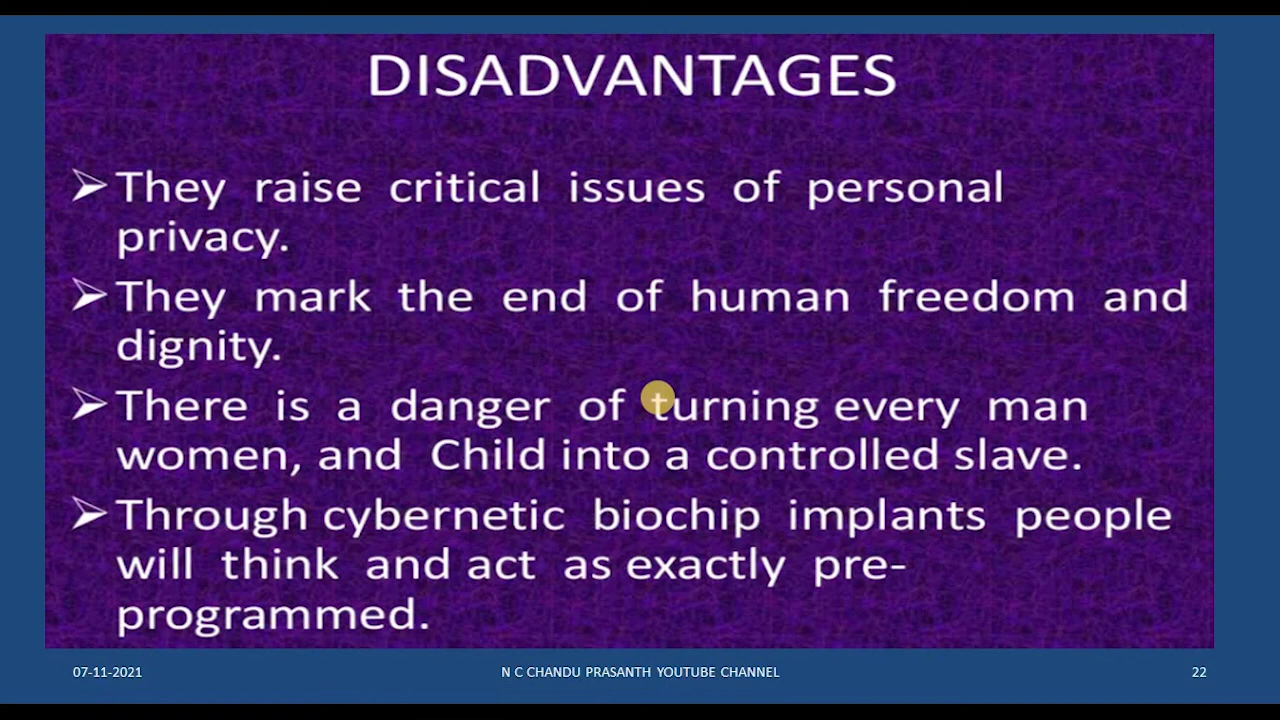 DISADVANTAGES
➢They raise critical issues of personal
privacy.
➢They mark the end of human freedom and
dignity.
➢There is a danger of turning every man
women, and Child into a controlled slave.
➢Through cybernetic biochip implants people
will think and act as exactly pre-
programmed.
07-11-2021 N C CHANDU PRASANTH YOUTUBE CHANNEL 22